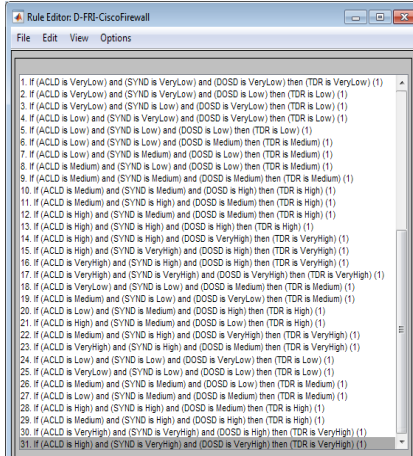 Rule Editor: D-FRI-CiscoFirewall
File Edit View Options
1. If (ACLD is VeryLow) and (SYND is VeryLow) and (DOSD is VeryLow) then (TDR is VeryLow) (1)
2. If (ACLD is VeryLow) and (SYND is VeryLow) and (DOSD is Low) then (TDR is Low) (1)
3. If (ACLD is VeryLow) and (SYND is Low) and (DOSD is VeryLow) then (TDR is Low) (1)
4. If (ACLD is Low) and (SYND is VeryLow) and (DOSD is VeryLow) then (TDR is Low) (1)
5. If (ACLD is Low) and (SYND is Low) and (DOSD is Low) then (TDR is Low) (1)
6. If (ACLD is Low) and (SYND is Low) and (DOSD is Medium) then (TDR is Medium) (1)
7. If (ACLD is Low) and (SYND is Medium) and (DOSD is Low) then (TDR is Medium) (1)
8. If (ACLD is Medium) and (SYND is Low) and (DOSD is Low) then (TDR is Medium) (1)
9. If (ACLD is Medium) and (SYND is Medium) and (DOSD is Medium) then (TDR is Medium) (1)
10. If (ACLD is Medium) and (SYND is Medium) and (DOSD is High) then (TDR is High) (1)
11. If (ACLD is Medium) and (SYND is High) and (DOSD is Medium) then (TDR is High) (1)
12. If (ACLD is High) and (SYND is Medium) and (DOSD is Medium) then (TDR is High) (1)
13. If (ACLD is High) and (SYND is High) and (DOSD is High) then (TDR is High) (1)
14. If (ACLD is High) and (SYND is High) and (DOSD is VeryHigh) then (TDR is VeryHigh) (1)
15. If (ACLD is High) and (SYND is VeryHigh) and (DOSD is High) then (TDR is VeryHigh) (1)
16. If (ACLD is VeryHigh) and (SYND is High) and (DOSD is High) then (TDR is VeryHigh) (1)
17. If (ACLD is VeryHigh) and (SYND is VeryHigh) and (DOSD is VeryHigh) then (TDR is VeryHigh) (1)
18. If (ACLD is VeryLow) and (SYND is Low) and (DOSD is Medium) then (TDR is Medium) (1)
19. If (ACLD is Medium) and (SYND is Low) and (DOSD is VeryLow) then (TDR is Medium) (1)
20. If (ACLD is Low) and (SYND is Medium) and (DOSD is High) then (TDR is High) (1)
21. If (ACLD is High) and (SYND is Medium) and (DOSD is Low) then (TDR is High) (1)
22. If (ACLD is Medium) and (SYND is High) and (DOSD is VeryHigh) then (TDR is VeryHigh) (1)
23. If (ACLD is VeryHigh) and (SYND is High) and (DOSD is Medium) then (TDR is VeryHigh) (1)
24. If (ACLD is Low) and (SYND is Low) and (DOSD is VeryLow) then (TDR is Low) (1)
25. If (ACLD is VeryLow) and (SYND is Low) and (DOSD is Low) then (TDR is Low) (1)
26. If (ACLD is Medium) and (SYND is Medium) and (DOSD is Low) then (TDR is Medium) (1)
27. If (ACLD is Low) and (SYND is Medium) and (DOSD is Medium) then (TDR is Medium) (1)
28. If (ACLD is High) and (SYND is High) and (DOSD is Medium) then (TDR is High) (1)
29. If (ACLD is Medium) and (SYND is High) and (DOSD is High) then (TDR is High) (1)
30. If (ACLD is VeryHigh) and (SYND is VeryHigh) and (DOSD is High) then (TDR is VeryHigh) (1)
31. If (ACLD is High) and (SYND is VeryHigh) and (DOSD is VeryHigh) then (TDR is VeryHigh) (1)